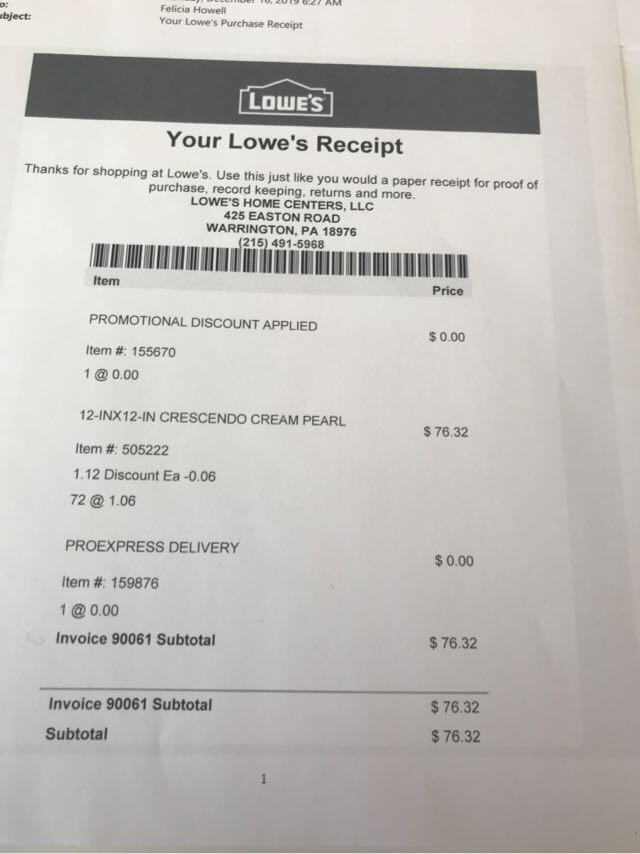 Felicia Howell
Your Lowe's Purchase Receipt
LOWE'S
Your Lowe's Receipt
Thanks for shopping at Lowe's. Use this just like you would a paper receipt for proof of
purchase, record keeping, returns and more.
LOWE'S HOME CENTERS, LLC
425 EASTON ROAD
WARRINGTON, PA 18976
(215) 491-5968
Item Price
PROMOTIONAL DISCOUNT APPLIED $ 0.00
Item #: 155670
1 @ 0.00
12-INX12-IN CRESCENDO CREAM PEARL $ 76.32
Item #: 505222
1.12 Discount Ea -0.06
72 @ 1.06
PROEXPRESS DELIVERY $ 0.00
Item #: 159876
1 @ 0.00
Invoice 90061 Subtotal $ 76.32
Invoice 90061 Subtotal $ 76.32
Subtotal $ 76.32
1